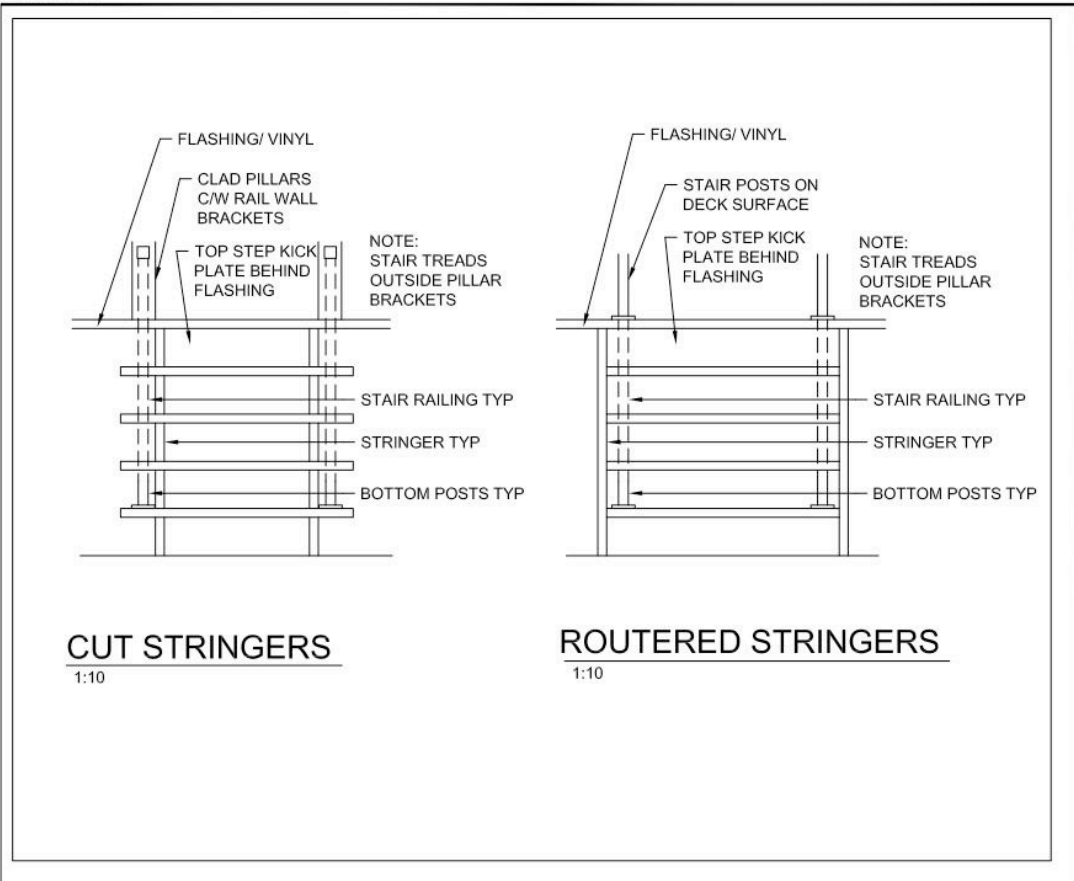 FLASHING/ VINYL
CLAD PILLARS
C/W RAIL WALL
BRACKETS
TOP STEP KICK
PLATE BEHIND
FLASHING
NOTE:
STAIR TREADS
OUTSIDE PILLAR
BRACKETS
STAIR RAILING TYP
STRINGER TYP
BOTTOM POSTS TYP
CUT STRINGERS
1:10
FLASHING/ VINYL
STAIR POSTS ON
DECK SURFACE
TOP STEP KICK
PLATE BEHIND
FLASHING
NOTE:
STAIR TREADS
OUTSIDE PILLAR
BRACKETS
STAIR RAILING TYP
STRINGER TYP
BOTTOM POSTS TYP
ROUTERED STRINGERS
1:10